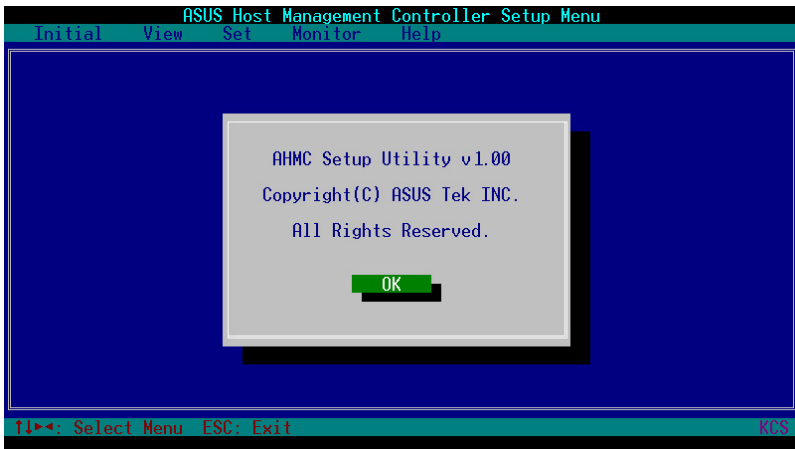 ASUS Host Management Controller Setup Menu
Initial View Set Monitor Help
AHMC Setup Utility v1.00
Copyright(C) ASUS Tek INC.
All Rights Reserved.
OK
↑↓►◄: Select Menu ESC: Exit KCS